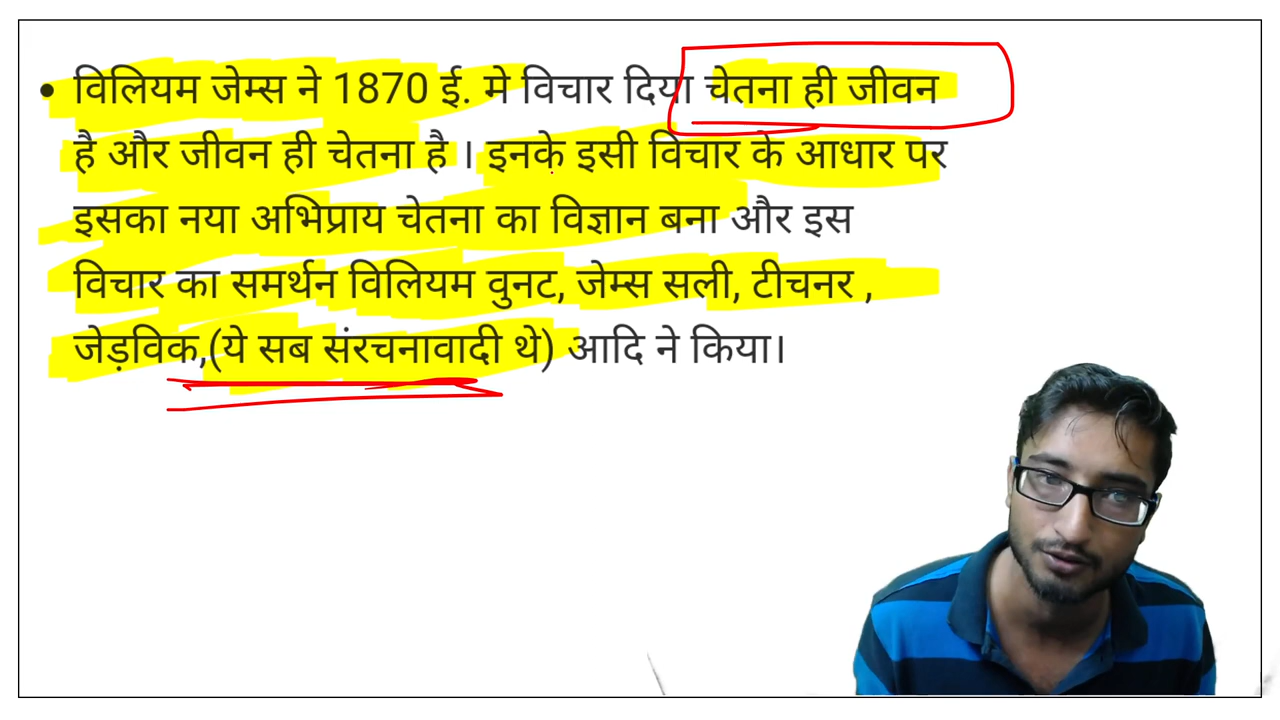 • विलियम जेम्स ने 1870 ई. मे विचार दिया चेतना ही जीवन
है और जीवन ही चेतना है । इनके इसी विचार के आधार पर
इसका नया अभिप्राय चेतना का विज्ञान बना और इस
विचार का समर्थन विलियम वुनट, जेम्स सली, टीचनर ,
जेड़विक,(ये सब संरचनावादी थे) आदि ने किया।